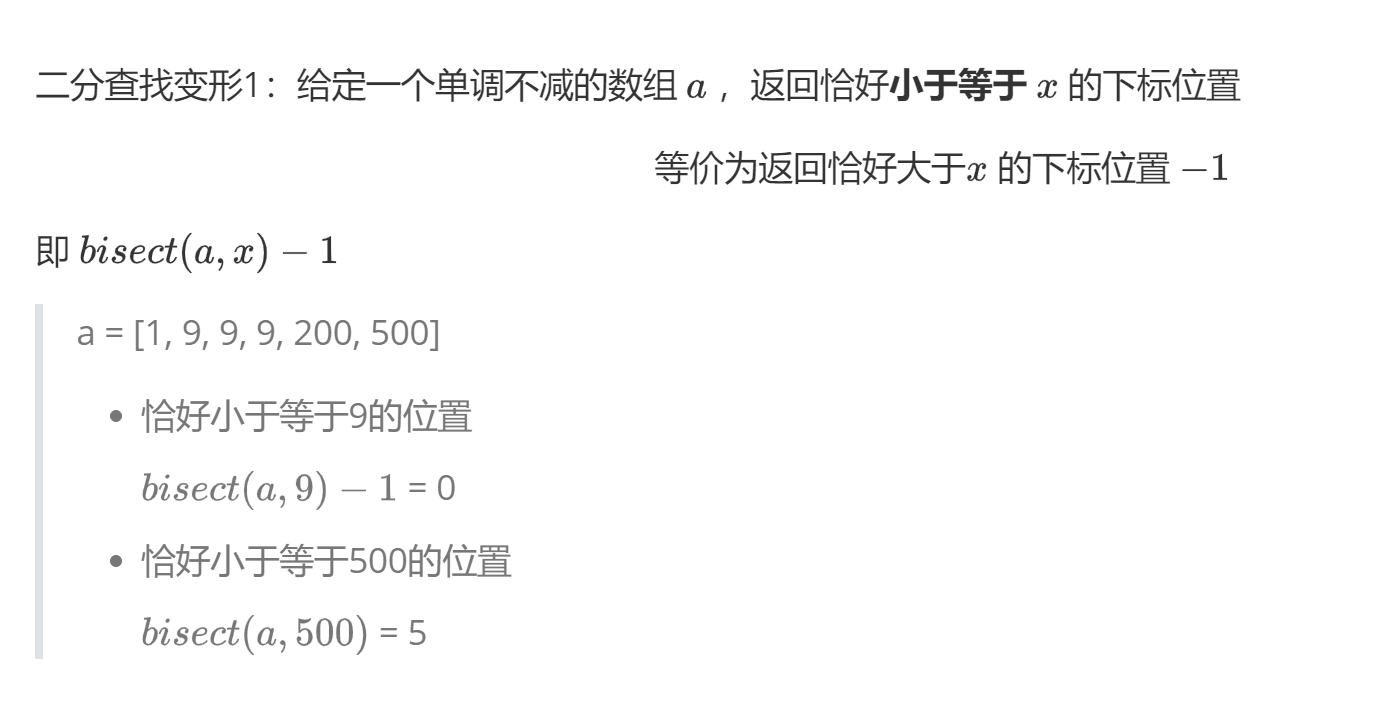 二分查找变形1：给定一个单调不减的数组 a ，返回恰好小于等于 x 的下标位置
等价为返回恰好大于x 的下标位置 −1
即 bisect(a, x) − 1
a = [1, 9, 9, 9, 200, 500]
• 恰好小于等于9的位置
bisect(a, 9) − 1 = 0
• 恰好小于等于500的位置
bisect(a, 500) = 5